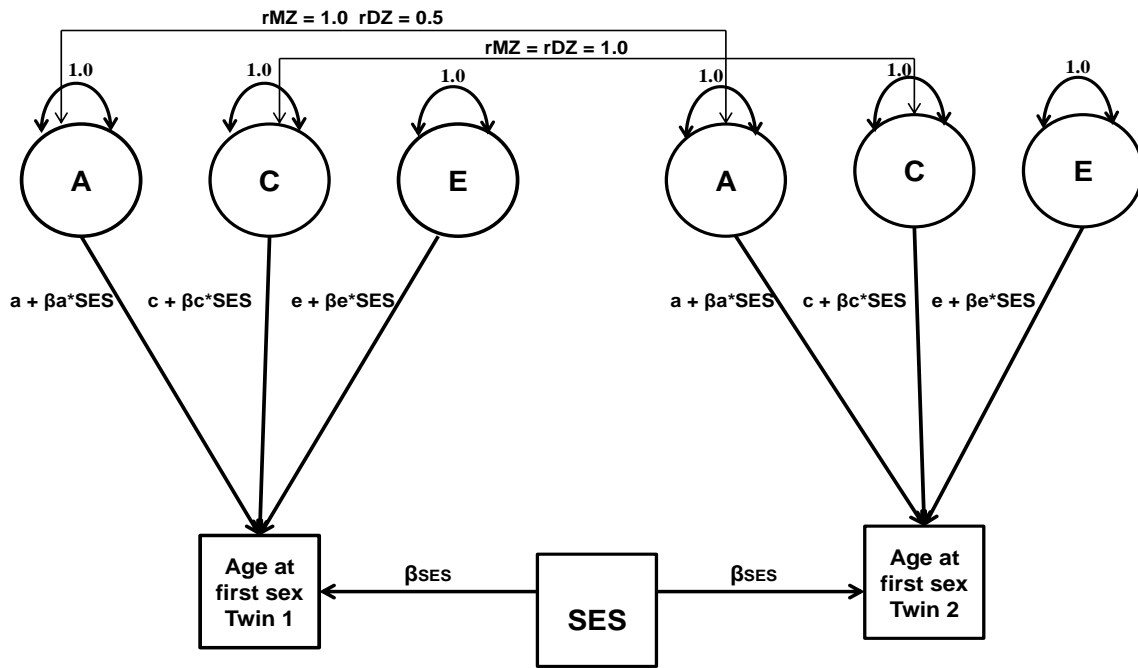 rMZ = 1.0 rDZ = 0.5
rMZ = rDZ = 1.0
1.0
1.0
1.0
1.0
1.0
1.0
A
C
E
A
C
E
a + βa*SES
c + βc*SES
e + βe*SES
a + βa*SES
c + βc*SES
e + βe*SES
Age at
first sex
Twin 1
βSES
SES
βSES
Age at
first sex
Twin 2